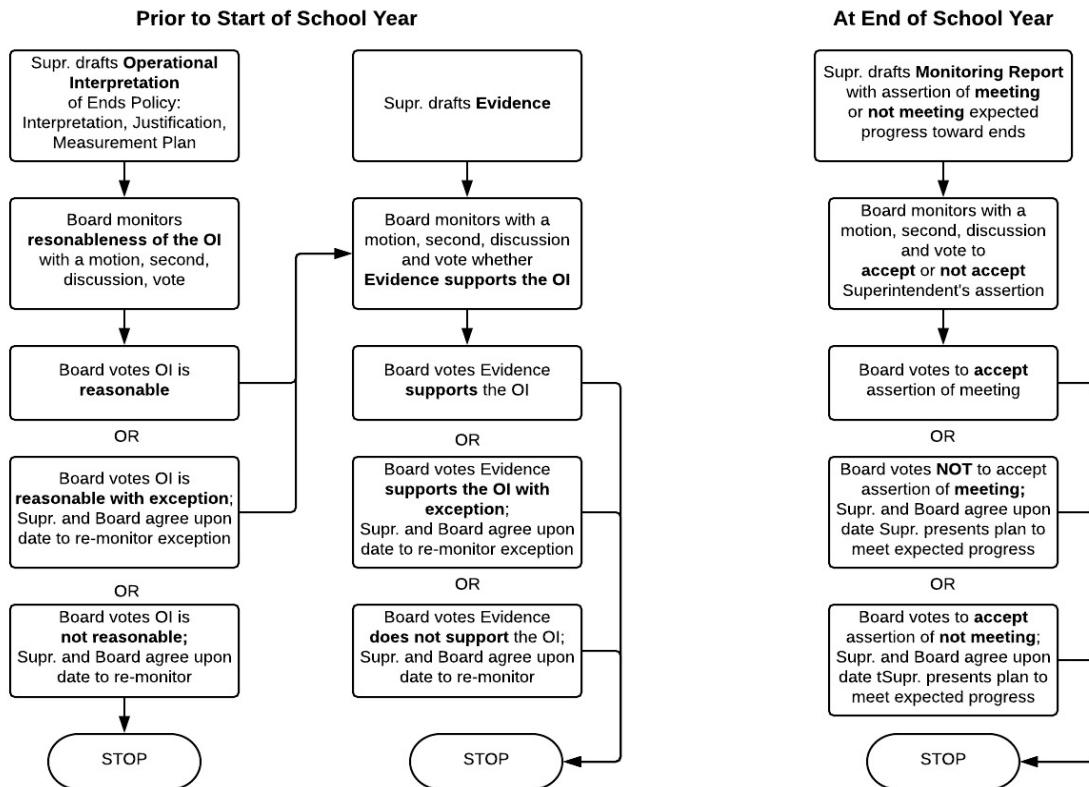 Prior to Start of School Year
At End of School Year
Supr. drafts Operational
Interpretation
of Ends Policy:
Interpretation, Justification,
Measurement Plan
Board monitors
resonableness of the OI
with a motion, second,
discussion, vote
Board votes OI is
reasonable
OR
Board votes OI is
reasonable with exception;
Supr. and Board agree upon
date to re-monitor exception
OR
Board votes OI is
not reasonable;
Supr. and Board agree upon
date to re-monitor
STOP
Supr. drafts Evidence
Board monitors with a
motion, second, discussion
and vote whether
Evidence supports the OI
Board votes Evidence
supports the OI
OR
Board votes Evidence
supports the OI with
exception;
Supr. and Board agree upon
date to re-monitor exception
OR
Board votes Evidence
does not support the OI;
Supr. and Board agree upon
date to re-monitor
STOP
Supr. drafts Monitoring Report
with assertion of meeting
or not meeting expected
progress toward ends
Board monitors with a
motion, second, discussion
and vote to
accept or not accept
Superintendent's assertion
Board votes to accept
assertion of meeting
OR
Board votes NOT to accept
assertion of meeting;
Supr. and Board agree upon
date Supr. presents plan to
meet expected progress
OR
Board votes to accept
assertion of not meeting;
Supr. and Board agree upon
date tSupr. presents plan to
meet expected progress
STOP